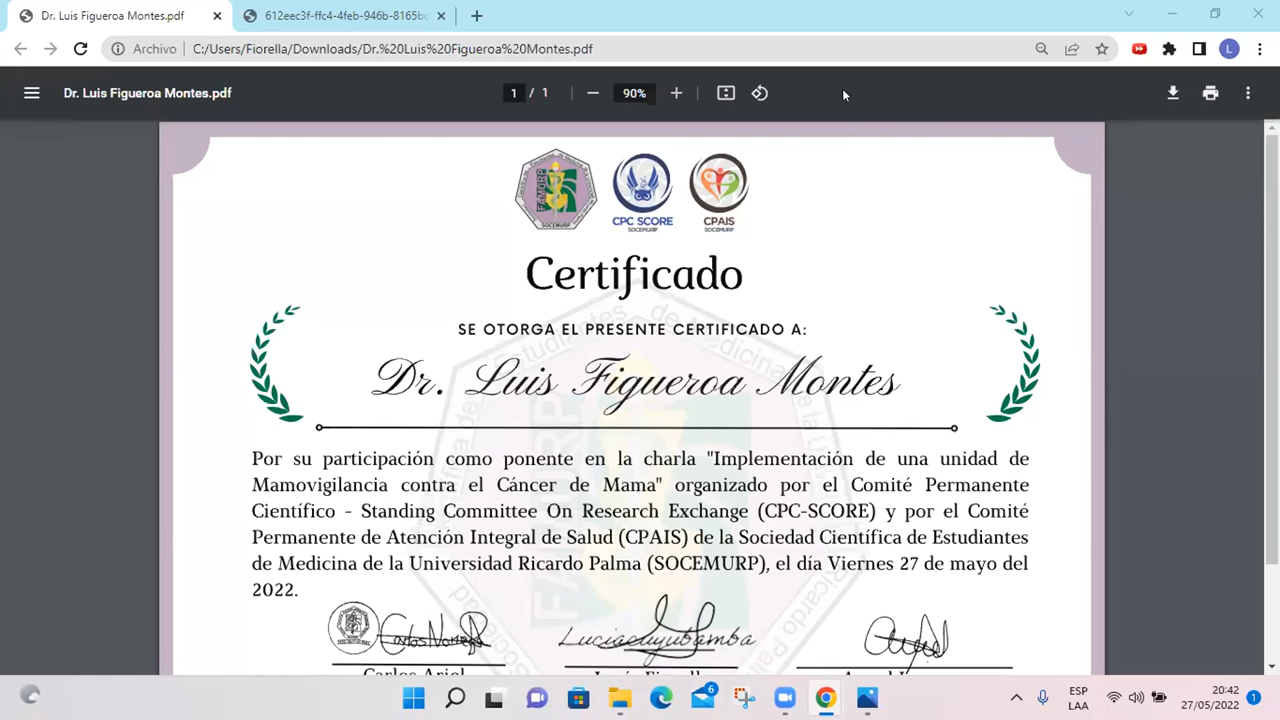 Dr. Luis Figueroa Montes.pdf
612eec3f-ffc4-4feb-946b-8165b
Archivo C:/Users/Fiorella/Downloads/Dr.%20Luis%20Figueroa%20Montes.pdf
L
Dr. Luis Figueroa Montes.pdf
1 / 1
90%
FAMURP
SOCEMURP
CPC SCORE
SOCEMURP
CPAIS
SOCEMURP
Certificado
SE OTORGA EL PRESENTE CERTIFICADO A:
Dr. Luis Figueroa Montes
Por su participación como ponente en la charla "Implementación de una unidad de
Mamovigilancia contra el Cáncer de Mama" organizado por el Comité Permanente
Científico - Standing Committee On Research Exchange (CPC-SCORE) y por el Comité
Permanente de Atención Integral de Salud (CPAIS) de la Sociedad Científica de Estudiantes
de Medicina de la Universidad Ricardo Palma (SOCEMURP), el día Viernes 27 de mayo del
2022.
Carlos Ariel
6
ESP
LAA
20:42
27/05/2022
1